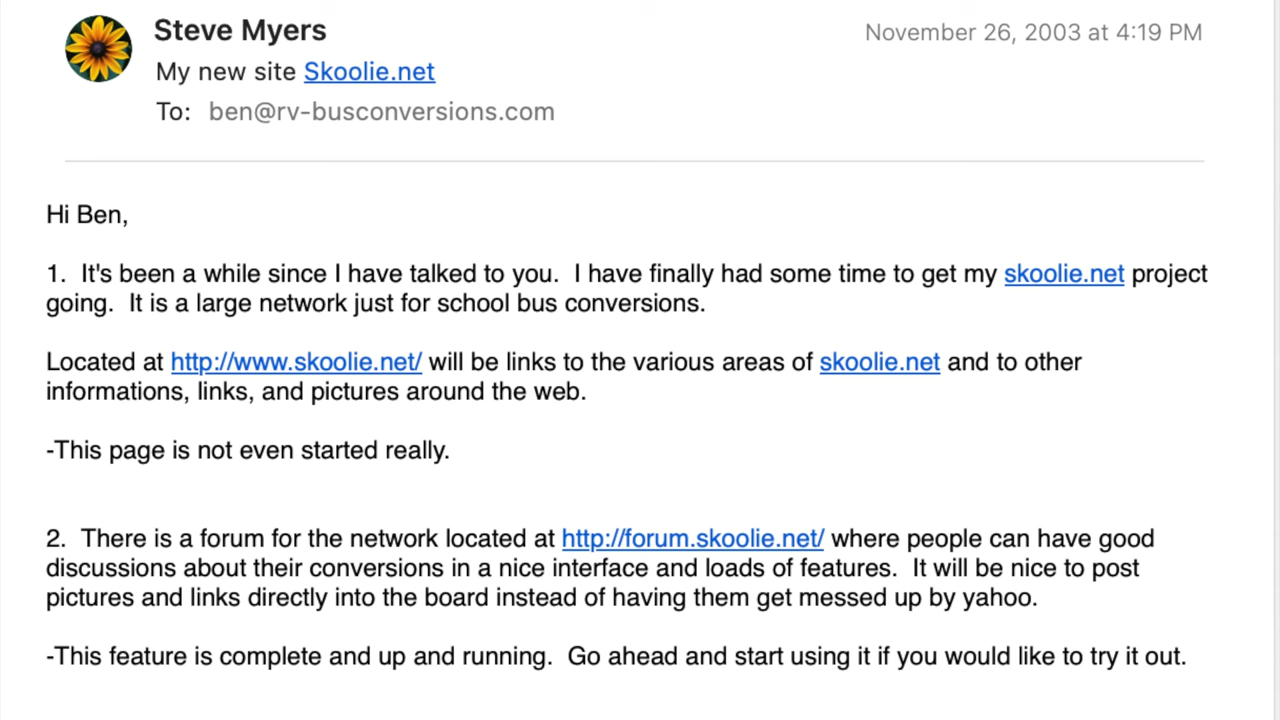 Steve Myers
November 26, 2003 at 4:19 PM
My new site Skoolie.net
To: ben@rv-busconversions.com
Hi Ben,
1.  It's been a while since I have talked to you.  I have finally had some time to get my skoolie.net project
going.  It is a large network just for school bus conversions.
Located at http://www.skoolie.net/ will be links to the various areas of skoolie.net and to other
informations, links, and pictures around the web.
-This page is not even started really.
2.  There is a forum for the network located at http://forum.skoolie.net/ where people can have good
discussions about their conversions in a nice interface and loads of features.  It will be nice to post
pictures and links directly into the board instead of having them get messed up by yahoo.
-This feature is complete and up and running.  Go ahead and start using it if you would like to try it out.